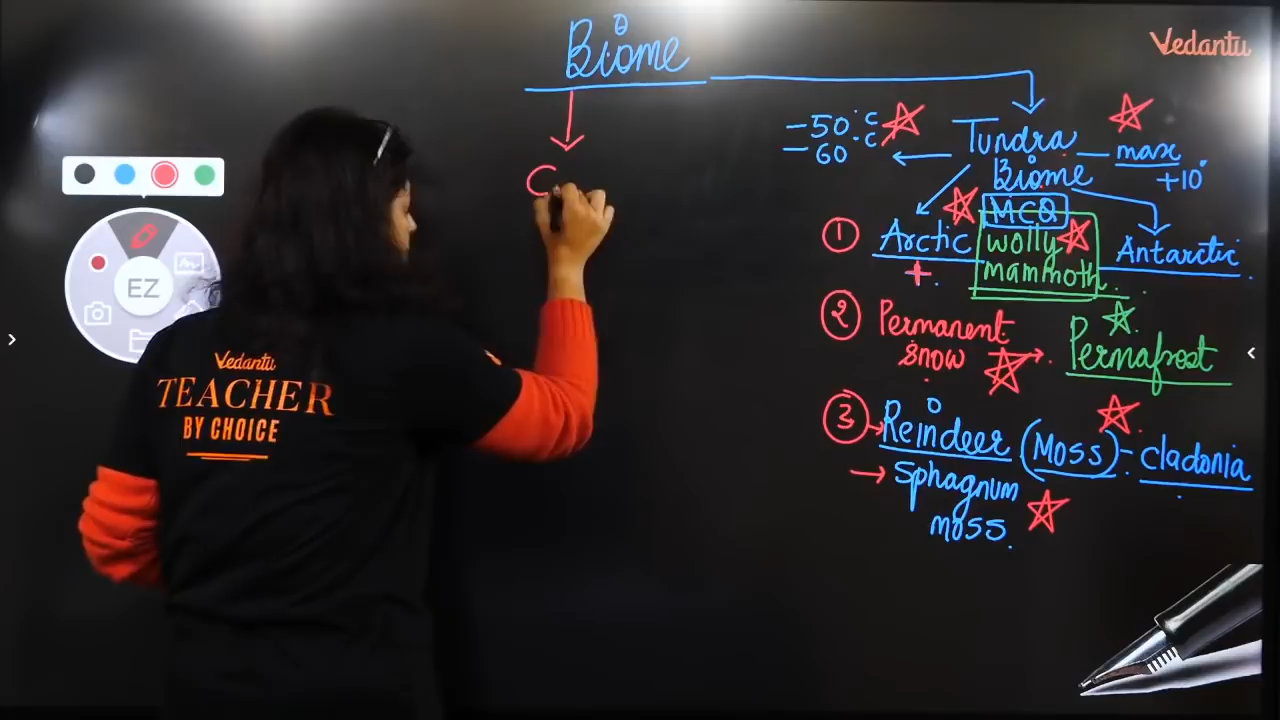 Biome
Vedantu
-50°C
-60°C
Tundra
Biome
max
+10°
MCQ
1 Arctic
+
wolly
mammoth
Antarctic
2 Permanent
snow
Permafrost
3 Reindeer (Moss) - cladonia
Sphagnum
moss
C
EZ
Vedantu
TEACHER
BY CHOICE